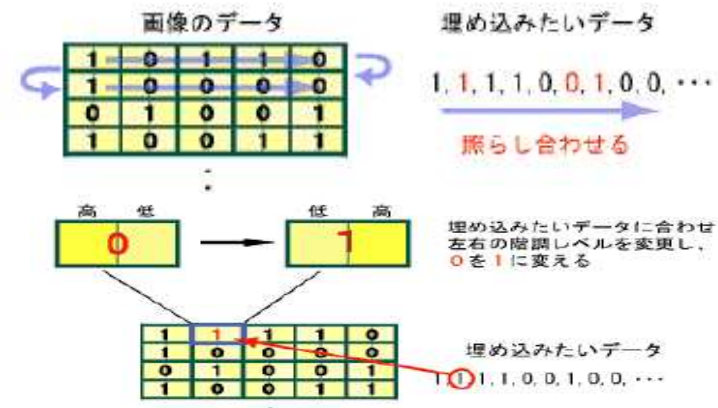 画像のデータ 埋め込みたいデータ
1 0 1 1 0
1 0 0 0 0
0 1 0 0 1
1 0 0 1 1
1, 1, 1, 1, 0, 0, 1, 0, 0, ・・・
照らし合わせる
高 低 低 高
0 1
埋め込みたいデータに合わせ
左右の階調レベルを変更し、
0を1に変える
1 1 1 1 0
1 0 0 0 0
0 1 0 0 1
1 0 0 1 1
埋め込みたいデータ
1, 1, 1, 1, 0, 0, 1, 0, 0, ・・・